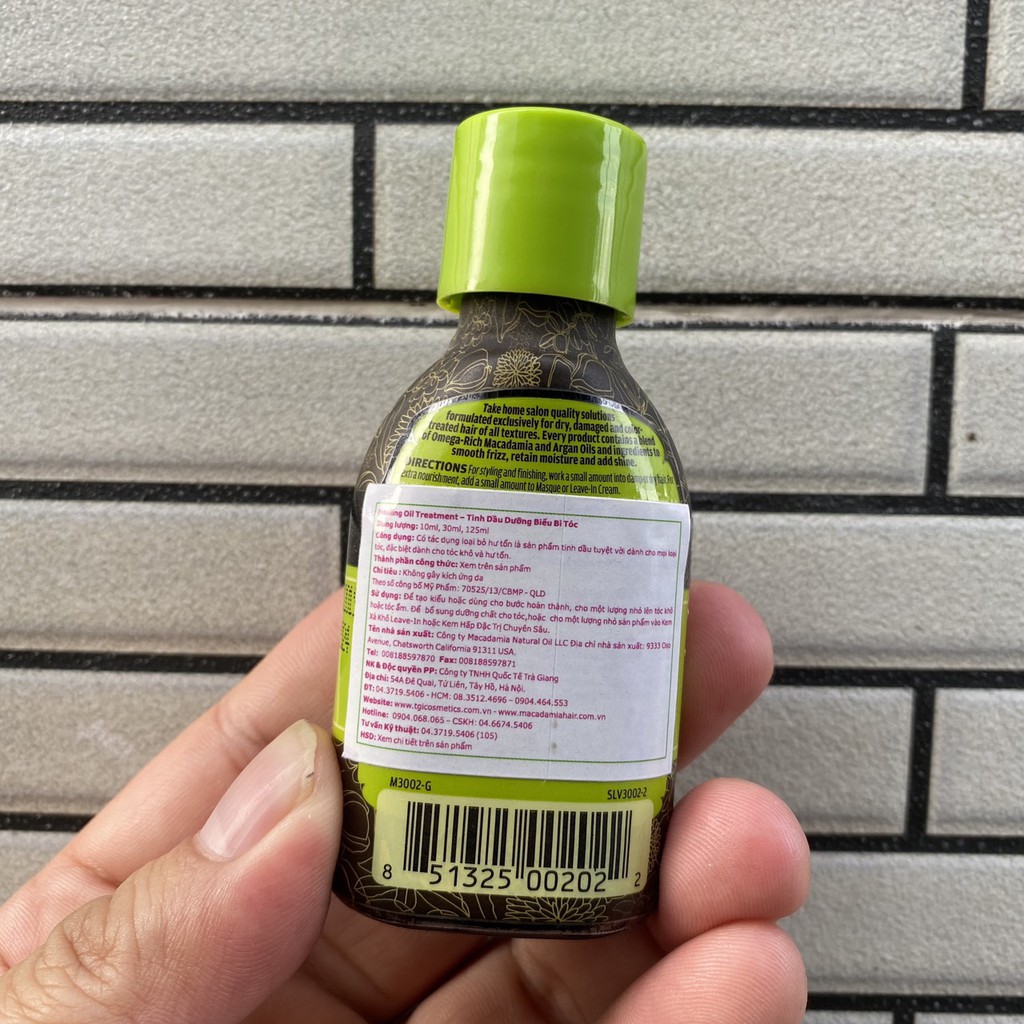 Take home salon quality solutions
formulated exclusively for dry, damaged and color-
treated hair of all textures. Every product contains a blend
of Omega-Rich Macadamia and Argan Oils and ingredients to
smooth frizz, retain moisture and add shine.
DIRECTIONS For styling and finishing, work a small amount into damp or dry hair. For
extra nourishment, add a small amount to Masque or Leave-In Cream.
Healing Oil Treatment – Tinh Dầu Dưỡng Biểu Bì Tóc
Dung lượng: 10ml, 30ml, 125ml
Công dụng: Có tác dụng loại bỏ hư tổn là sản phẩm tinh dầu tuyệt vời dành cho mọi loại
tóc, đặc biệt dành cho tóc khô và hư tổn.
Thành phần công thức: Xem trên sản phẩm
Chỉ tiêu : Không gây kích ứng da
Theo số công bố Mỹ Phẩm: 70525/13/CBMP - QLD
Sử dụng: Để tạo kiểu hoặc dùng cho bước hoàn thành, cho một lượng nhỏ lên tóc khô
hoặc tóc ẩm. Để bổ sung dưỡng chất cho tóc,hoặc cho một lượng nhỏ sản phẩm vào Kem
Xả Khô Leave-In hoặc Kem Hấp Đặc Trị Chuyên Sâu.
Tên nhà sản xuất: Công ty Macadamia Natural Oil LLC Địa chỉ nhà sản xuất: 9333 Oso
Avenue, Chatsworth California 91311 USA.
Tel: 008188597870 Fax: 008188597871
NK & Độc quyền PP: Công ty TNHH Quốc Tế Trà Giang
Địa chỉ: 54A Đê Quai, Tứ Liên, Tây Hồ, Hà Nội.
ĐT: 04.3719.5406 - HCM: 08.3512.4696 – 0904.464.553
Website: www.tgicosmetics.com.vn - www.macadamiahair.com.vn
Hotline: 0904.068.065 – CSKH: 04.6674.5406
Tư vấn Kỹ thuật: 04.3719.5406 (105)
HSD: Xem chi tiết trên sản phẩm
M3002-G SLV3002-2
8 51325 00202 2